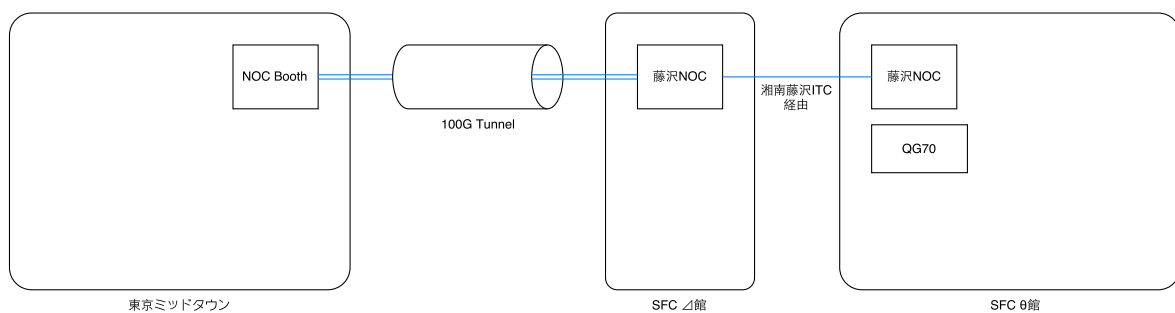 NOC Booth
100G Tunnel
藤沢NOC
湘南藤沢ITC
経由
藤沢NOC
QG70
東京ミッドタウン
SFC ⊿館
SFC θ館